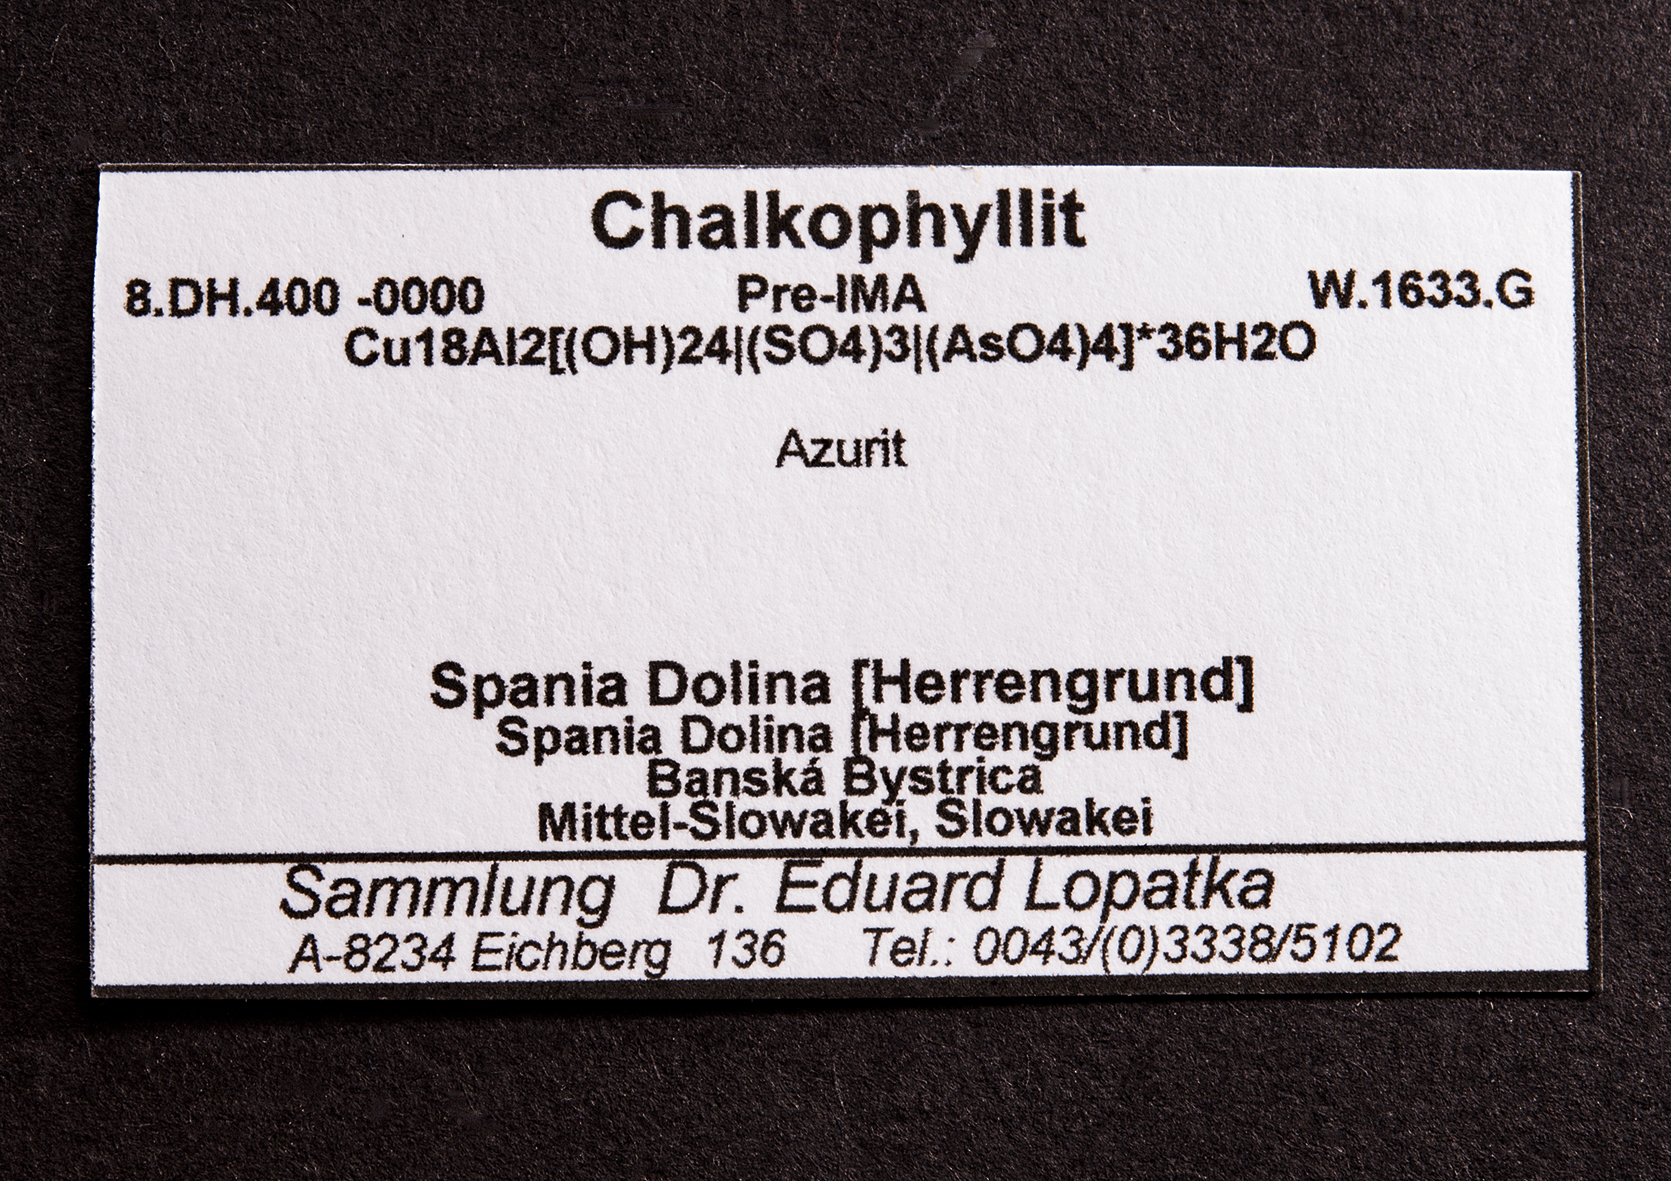 Chalkophyllit
8.DH.400 -0000 Pre-IMA W.1633.G
Cu18Al2[(OH)24|(SO4)3|(AsO4)4]*36H2O
Azurit
Spania Dolina [Herrengrund]
Spania Dolina [Herrengrund]
Banská Bystrica
Mittel-Slowakei, Slowakei
Sammlung Dr. Eduard Lopatka
A-8234 Eichberg 136 Tel.: 0043/(0)3338/5102